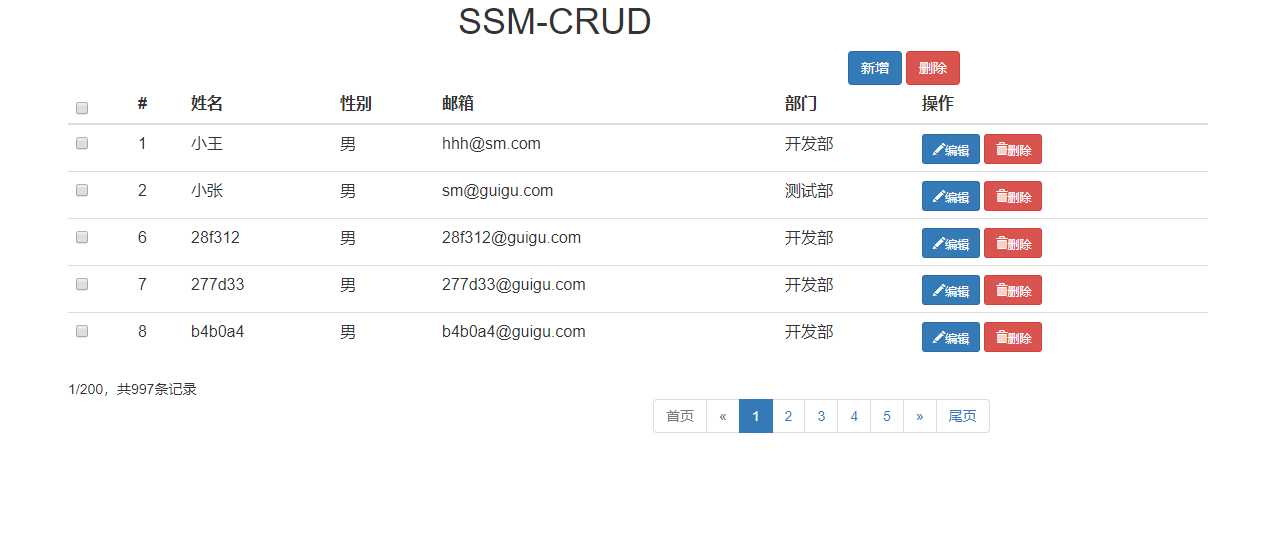 SSM-CRUD
新增 删除
# 姓名 性别 邮箱 部门 操作
1 小王 男 hhh@sm.com 开发部 编辑 删除
2 小张 男 sm@guigu.com 测试部 编辑 删除
6 28f312 男 28f312@guigu.com 开发部 编辑 删除
7 277d33 男 277d33@guigu.com 开发部 编辑 删除
8 b4b0a4 男 b4b0a4@guigu.com 开发部 编辑 删除
1/200，共997条记录
首页 « 1 2 3 4 5 » 尾页